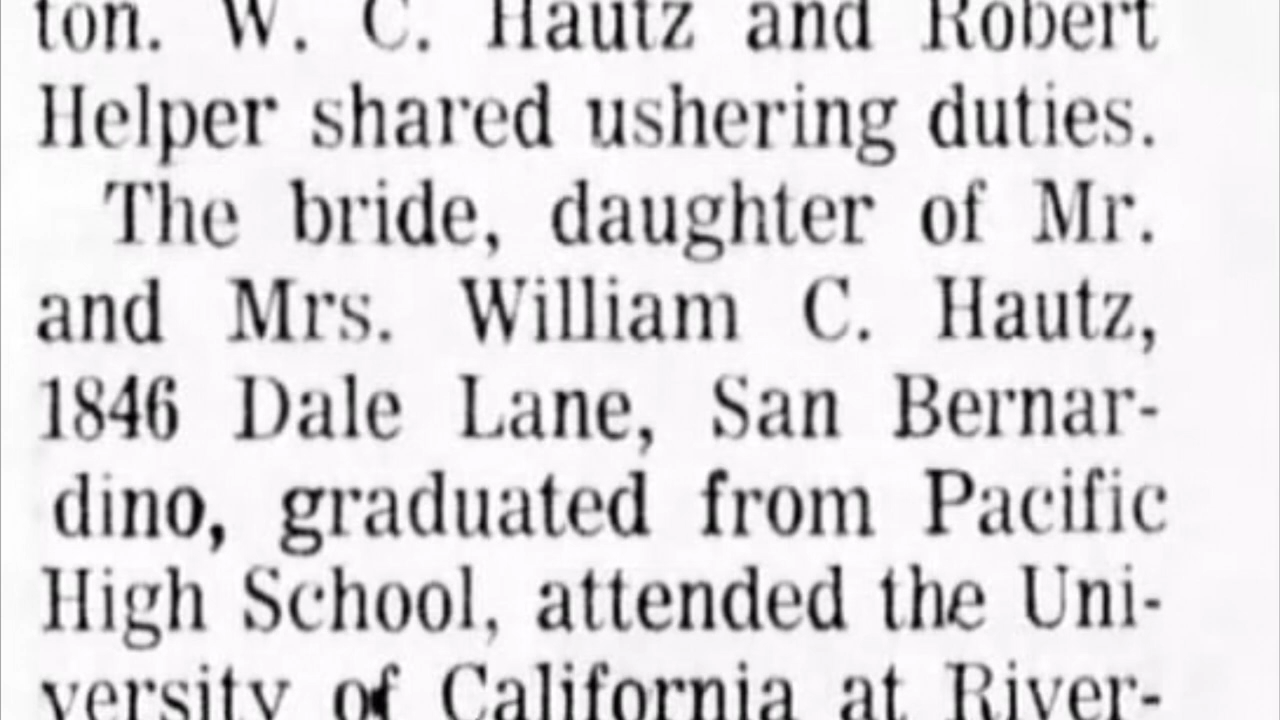 ton. W. C. Hautz and Robert
Helper shared ushering duties.
The bride, daughter of Mr.
and Mrs. William C. Hautz,
1846 Dale Lane, San Bernar-
dino, graduated from Pacific
High School, attended the Uni-
versity of California at River-